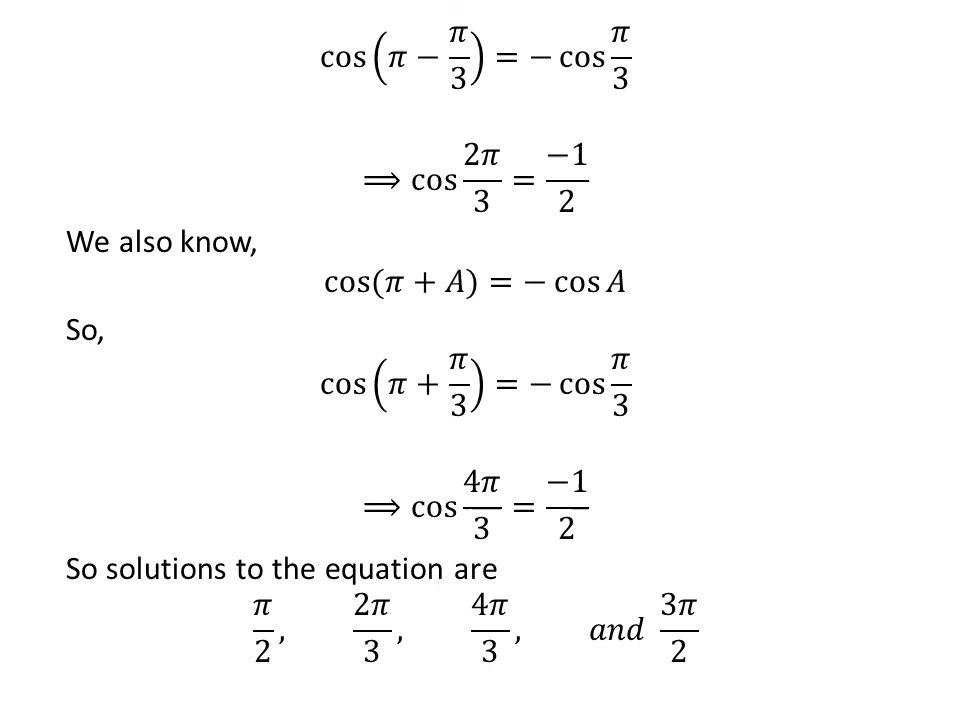 cos(π − π/3) = − cos π/3
⟹ cos 2π/3 = −1/2
We also know,
cos(π + A) = − cos A
So,
cos(π + π/3) = − cos π/3
⟹ cos 4π/3 = −1/2
So solutions to the equation are
π/2, 2π/3, 4π/3, and 3π/2